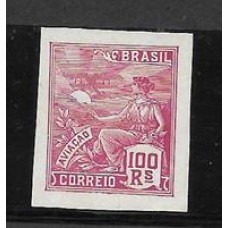 BRASIL
AVIAÇÃO
100
RS
CORREIO